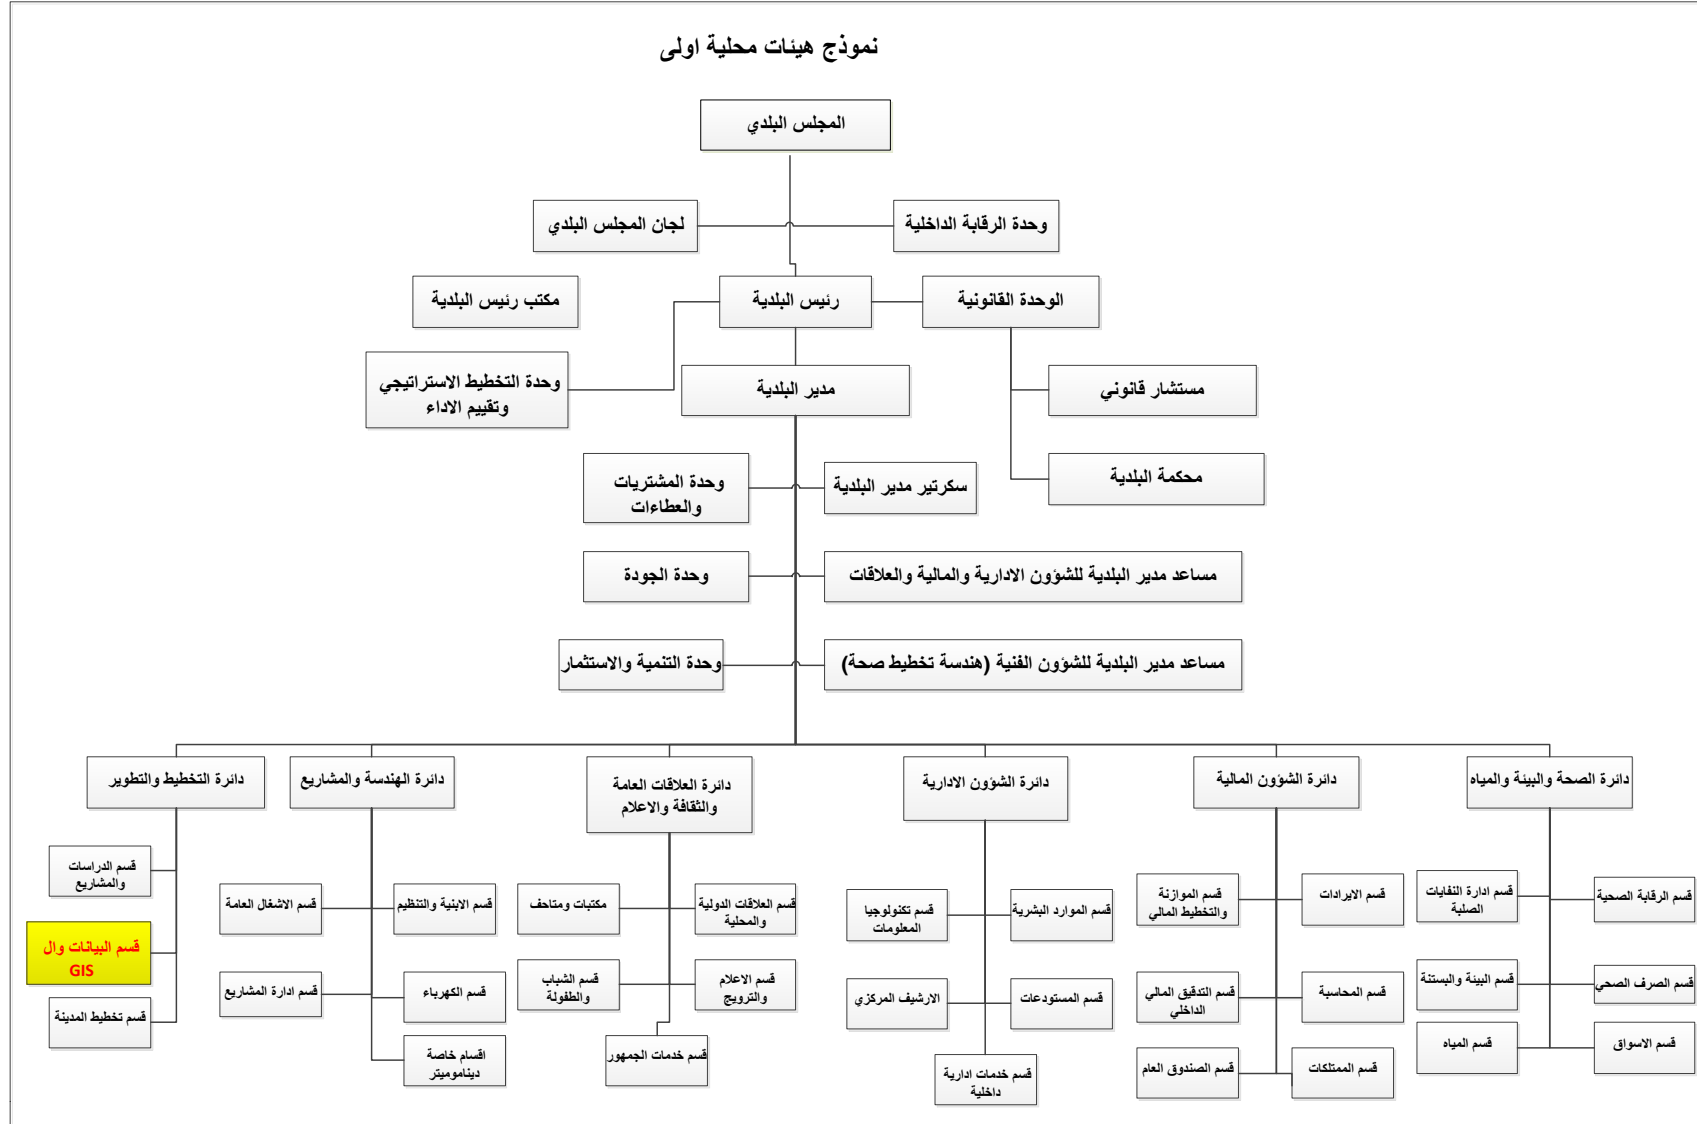 نموذج هيئات محلية اولى
المجلس البلدي
وحدة الرقابة الداخلية
لجان المجلس البلدي
الوحدة القانونية
رئيس البلدية
مكتب رئيس البلدية
مستشار قانوني
مدير البلدية
وحدة التخطيط الاستراتيجي
وتقييم الاداء
محكمة البلدية
سكرتير مدير البلدية
وحدة المشتريات
والعطاءات
مساعد مدير البلدية للشؤون الادارية والمالية والعلاقات
وحدة الجودة
مساعد مدير البلدية للشؤون الفنية (هندسة تخطيط صحة)
وحدة التنمية والاستثمار
دائرة الصحة والبيئة والمياه
دائرة الشؤون المالية
دائرة الشؤون الادارية
دائرة العلاقات العامة
والثقافة والاعلام
دائرة الهندسة والمشاريع
دائرة التخطيط والتطوير
قسم الرقابة الصحية
قسم ادارة النفايات
الصلبة
قسم الصرف الصحي
قسم البيئة والبستنة
قسم الاسواق
قسم المياه
قسم الايرادات
قسم الموازنة
والتخطيط المالي
قسم المحاسبة
قسم التدقيق المالي
الداخلي
قسم الممتلكات
قسم الصندوق العام
قسم الموارد البشرية
قسم تكنولوجيا
المعلومات
قسم المستودعات
الارشيف المركزي
قسم خدمات ادارية
داخلية
قسم العلاقات الدولية
والمحلية
مكتبات ومتاحف
قسم الاعلام
والترويج
قسم الشباب
والطفولة
قسم خدمات الجمهور
قسم الابنية والتنظيم
قسم الاشغال العامة
قسم الكهرباء
قسم ادارة المشاريع
اقسام خاصة
ديناموميتر
قسم الدراسات
والمشاريع
قسم البيانات وال
GIS
قسم تخطيط المدينة